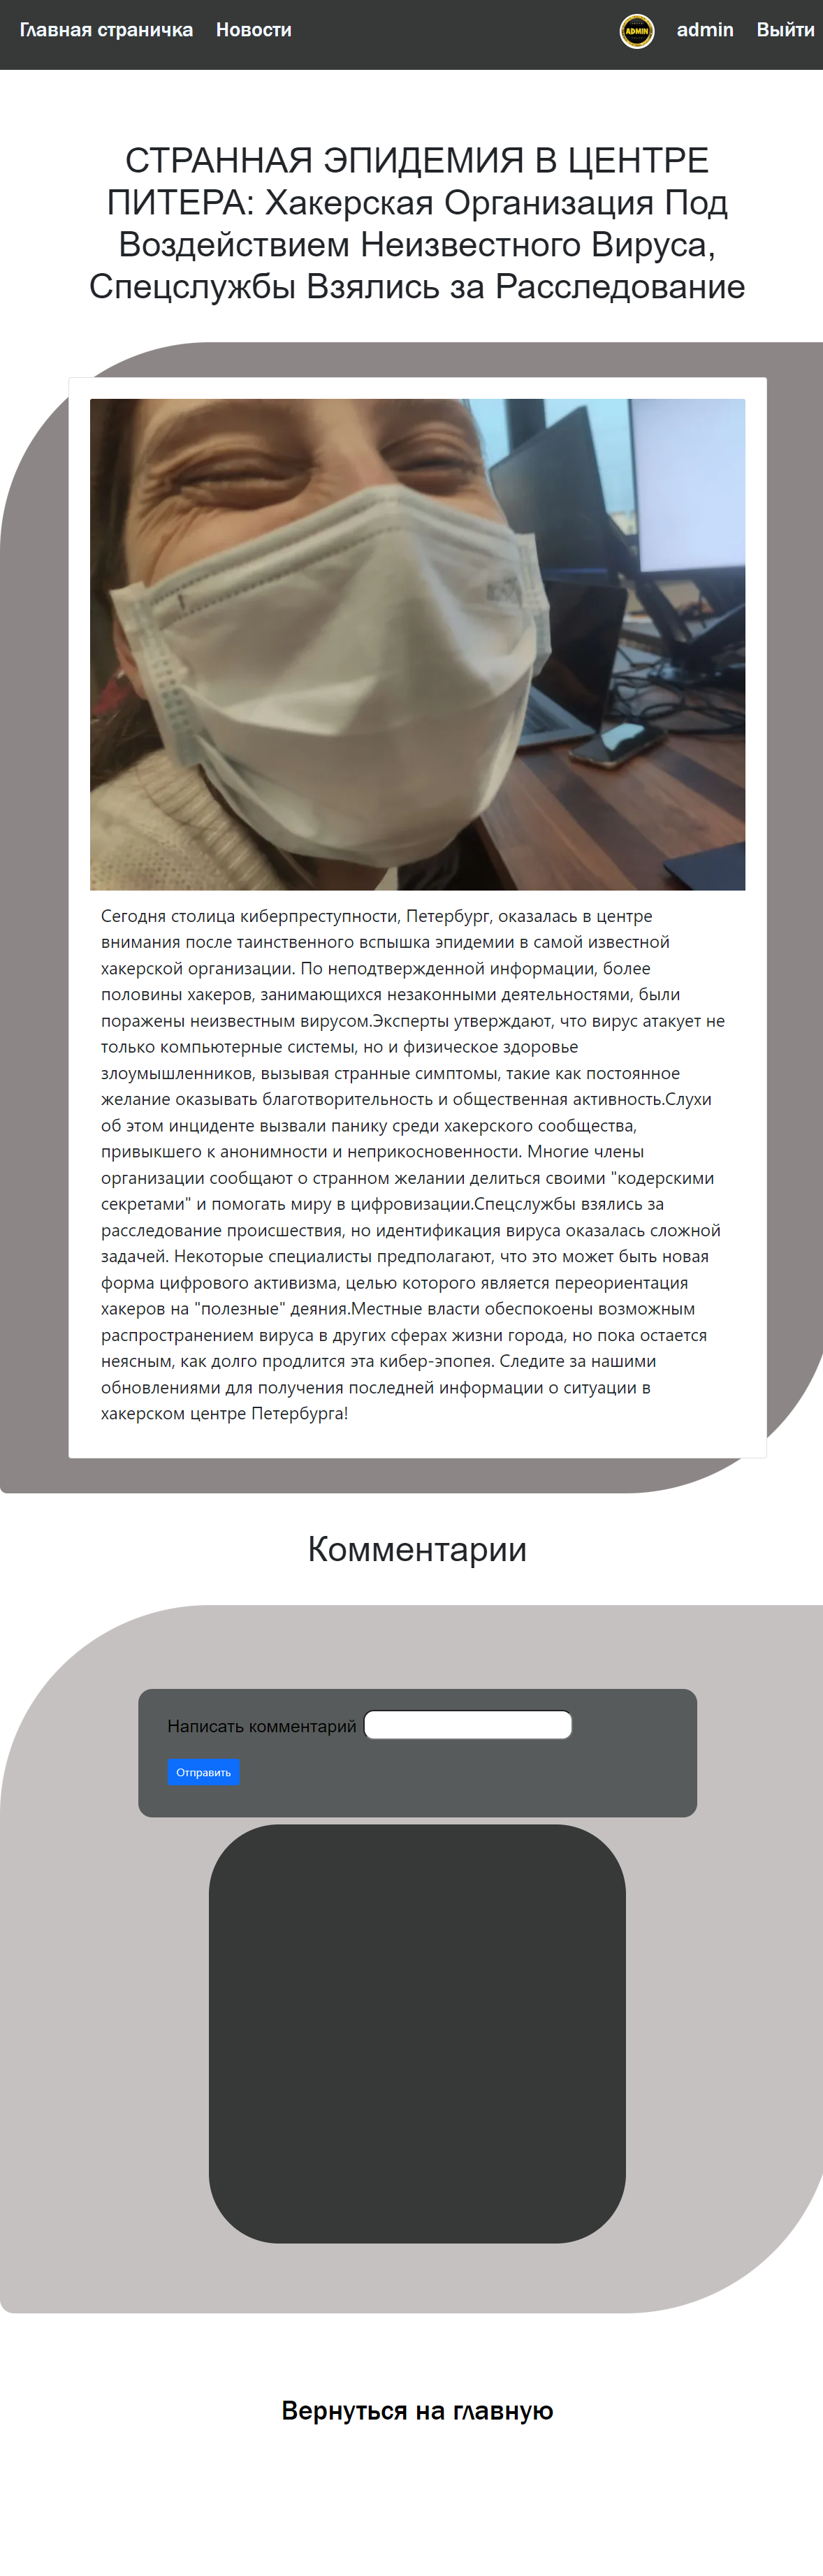 Главная страничка Новости ADMIN admin Выйти
СТРАННАЯ ЭПИДЕМИЯ В ЦЕНТРЕ
ПИТЕРА: Хакерская Организация Под
Воздействием Неизвестного Вируса,
Спецслужбы Взялись за Расследование
Сегодня столица киберпреступности, Петербург, оказалась в центре
внимания после таинственного вспышка эпидемии в самой известной
хакерской организации. По неподтвержденной информации, более
половины хакеров, занимающихся незаконными деятельностями, были
поражены неизвестным вирусом.Эксперты утверждают, что вирус атакует не
только компьютерные системы, но и физическое здоровье
злоумышленников, вызывая странные симптомы, такие как постоянное
желание оказывать благотворительность и общественная активность.Слухи
об этом инциденте вызвали панику среди хакерского сообщества,
привыкшего к анонимности и неприкосновенности. Многие члены
организации сообщают о странном желании делиться своими "кодерскими
секретами" и помогать миру в цифровизации.Спецслужбы взялись за
расследование происшествия, но идентификация вируса оказалась сложной
задачей. Некоторые специалисты предполагают, что это может быть новая
форма цифрового активизма, целью которого является переориентация
хакеров на "полезные" деяния.Местные власти обеспокоены возможным
распространением вируса в других сферах жизни города, но пока остается
неясным, как долго продлится эта кибер-эпопея. Следите за нашими
обновлениями для получения последней информации о ситуации в
хакерском центре Петербурга!
Комментарии
Написать комментарий
Отправить
Вернуться на главную